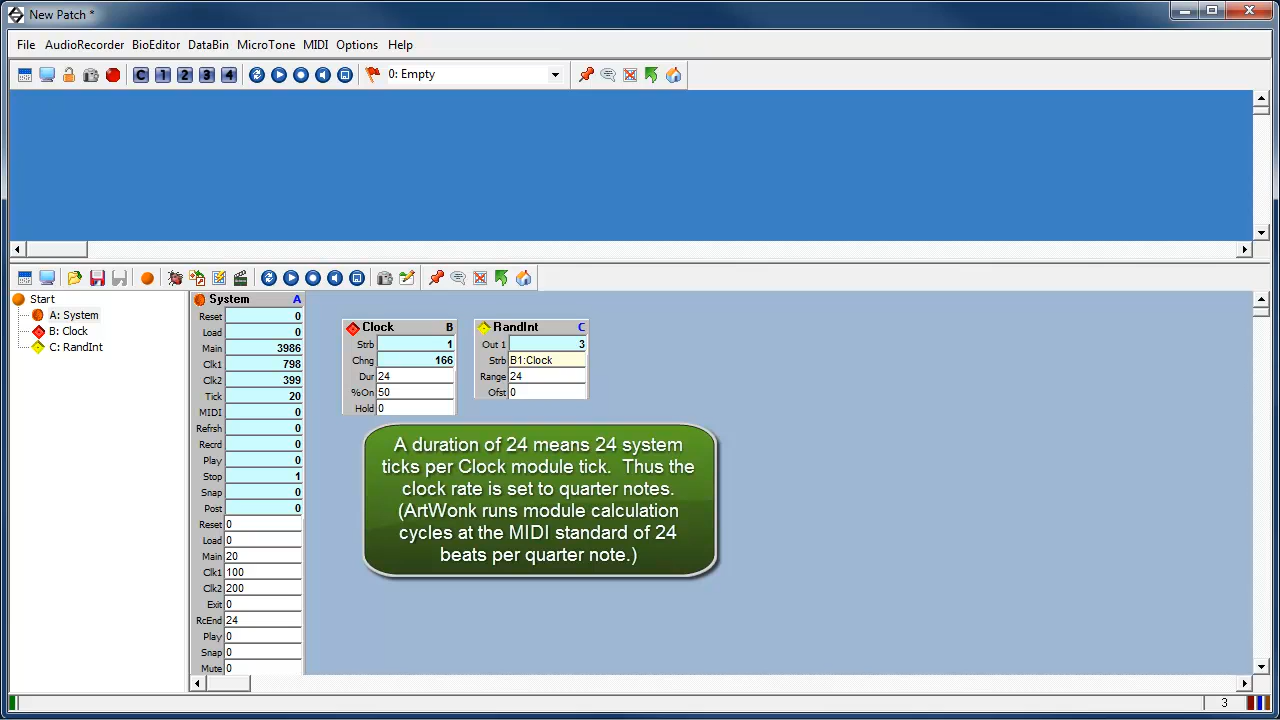 New Patch *
File AudioRecorder BioEditor DataBin MicroTone MIDI Options Help
C 1 2 3 4 0: Empty
Start
A: System
B: Clock
C: RandInt
System A
Reset 0
Load 0
Main 3986
Clk1 798
Clk2 399
Tick 20
MIDI 0
Refrsh 0
Recrd 0
Play 0
Stop 1
Snap 0
Post 0
Reset 0
Load 0
Main 20
Clk1 100
Clk2 200
Exit 0
RcEnd 24
Play 0
Snap 0
Mute 0
Clock B
Strb 1
Chng 166
Dur 24
%On 50
Hold 0
RandInt C
Out 1 3
Strb B1:Clock
Range 24
Ofst 0
A duration of 24 means 24 system
ticks per Clock module tick. Thus the
clock rate is set to quarter notes.
(ArtWonk runs module calculation
cycles at the MIDI standard of 24
beats per quarter note.)
3